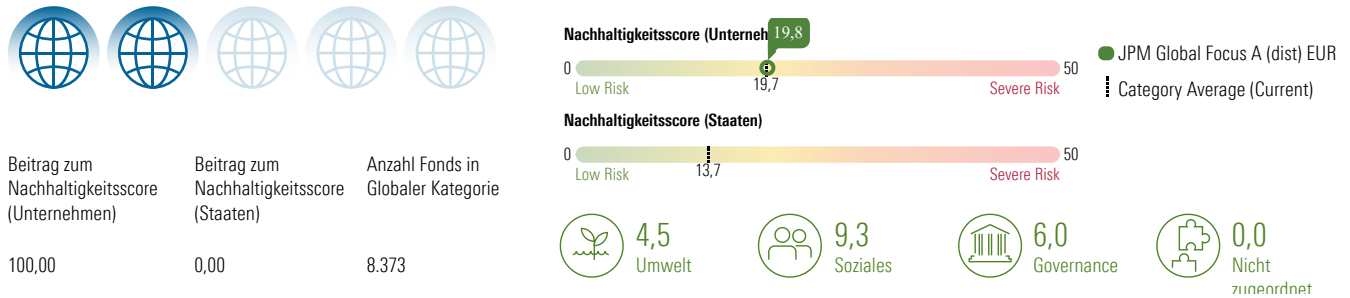 Beitrag zum
Nachhaltigkeitsscore
(Unternehmen)
100,00
Beitrag zum
Nachhaltigkeitsscore
(Staaten)
0,00
Anzahl Fonds in
Globaler Kategorie
8.373
Nachhaltigkeitsscore (Unterneh
19,8
0
50
Low Risk
19,7
Severe Risk
Nachhaltigkeitsscore (Staaten)
0
50
Low Risk
13,7
Severe Risk
JPM Global Focus A (dist) EUR
Category Average (Current)
4,5
Umwelt
9,3
Soziales
6,0
Governance
0,0
Nicht
zugeordnet